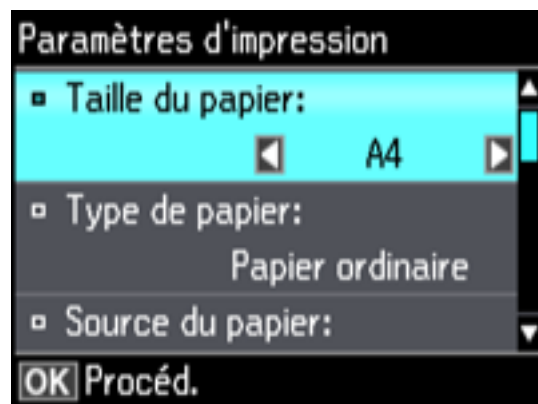 Paramètres d'impression
Taille du papier:
A4
Type de papier:
Papier ordinaire
Source du papier:
OK Procéd.